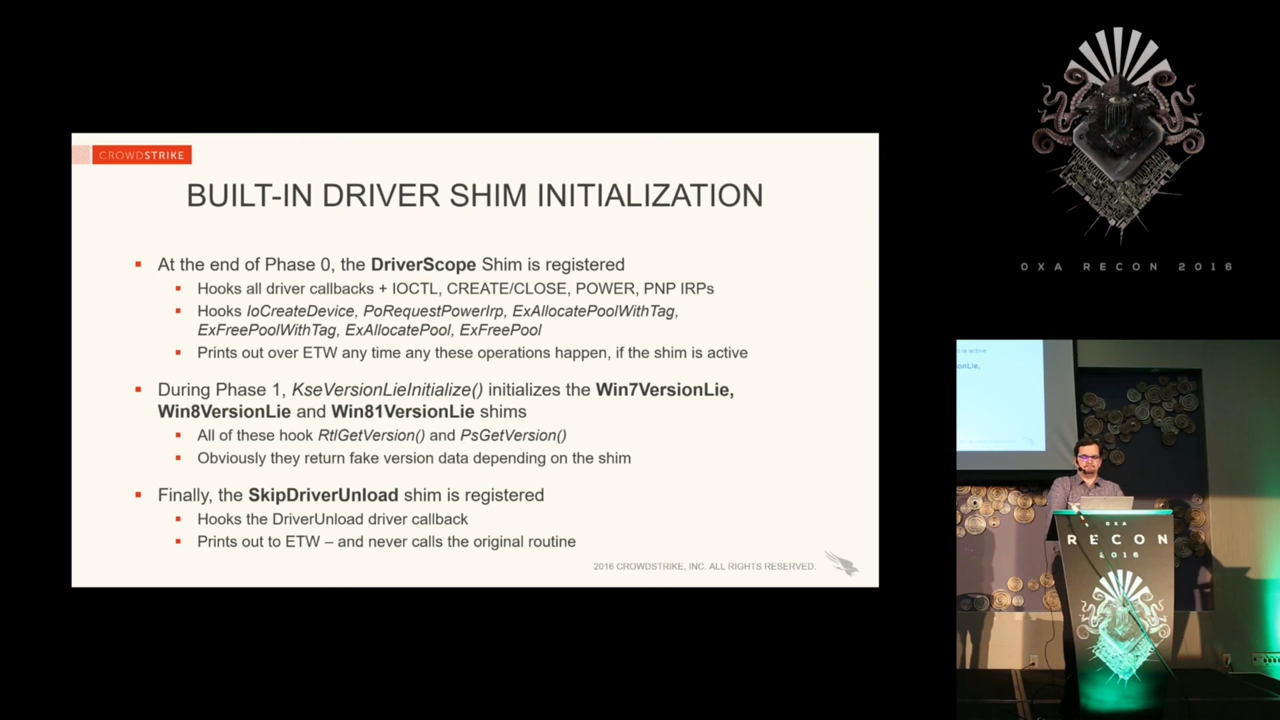 CROWDSTRIKE
BUILT-IN DRIVER SHIM INITIALIZATION
At the end of Phase 0, the DriverScope Shim is registered
Hooks all driver callbacks + IOCTL, CREATE/CLOSE, POWER, PNP IRPs
Hooks IoCreateDevice, PoRequestPowerIrp, ExAllocatePoolWithTag,
ExFreePoolWithTag, ExAllocatePool, ExFreePool
Prints out over ETW any time any these operations happen, if the shim is active
During Phase 1, KseVersionLieInitialize() initializes the Win7VersionLie,
Win8VersionLie and Win81VersionLie shims
All of these hook RtlGetVersion() and PsGetVersion()
Obviously they return fake version data depending on the shim
Finally, the SkipDriverUnload shim is registered
Hooks the DriverUnload driver callback
Prints out to ETW – and never calls the original routine
2016 CROWDSTRIKE, INC. ALL RIGHTS RESERVED.
0XA RECON 2016
is active
onLie,
0XA
RECON
2016